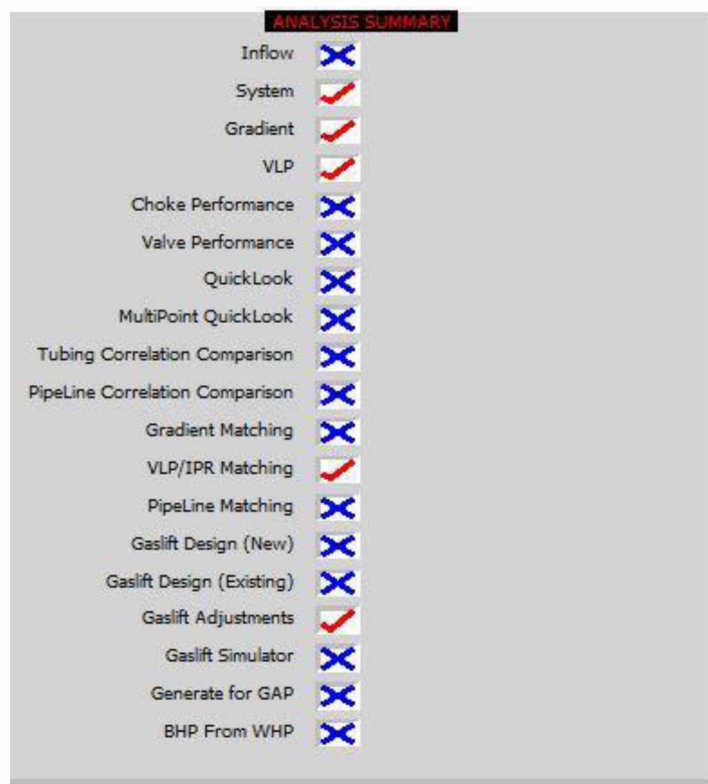 ANALYSIS SUMMARY
Inflow
System
Gradient
VLP
Choke Performance
Valve Performance
QuickLook
MultiPoint QuickLook
Tubing Correlation Comparison
PipeLine Correlation Comparison
Gradient Matching
VLP/IPR Matching
PipeLine Matching
Gaslift Design (New)
Gaslift Design (Existing)
Gaslift Adjustments
Gaslift Simulator
Generate for GAP
BHP From WHP